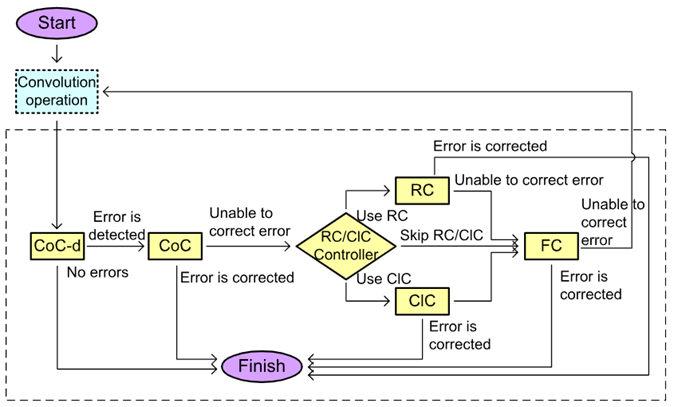 Start
Convolution
operation
Error is corrected
RC
Unable to correct error
Unable to
correct
error
Use RC
Error is
detected
Unable to
correct error
CoC-d
CoC
RC/ClC
Controller
Skip RC/ClC
FC
No errors
Error is corrected
Use ClC
ClC
Error is
corrected
Error is
corrected
Finish